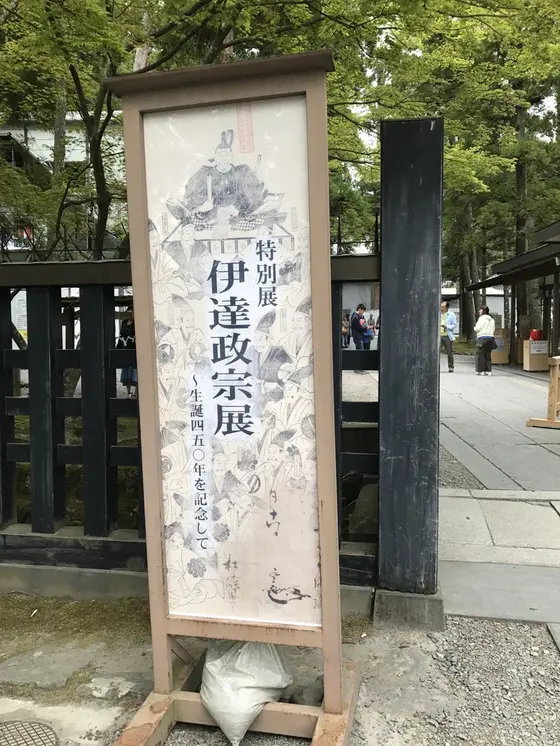 特別展
伊達政宗展
～生誕四五〇年を記念して